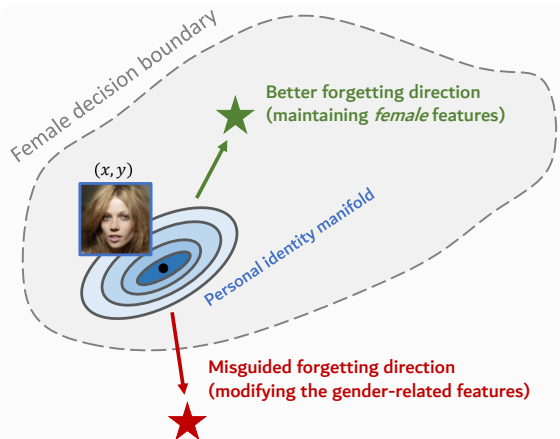 Female decision boundary
Better forgetting direction
(maintaining female features)
(x, y)
Personal identity manifold
Misguided forgetting direction
(modifying the gender-related features)